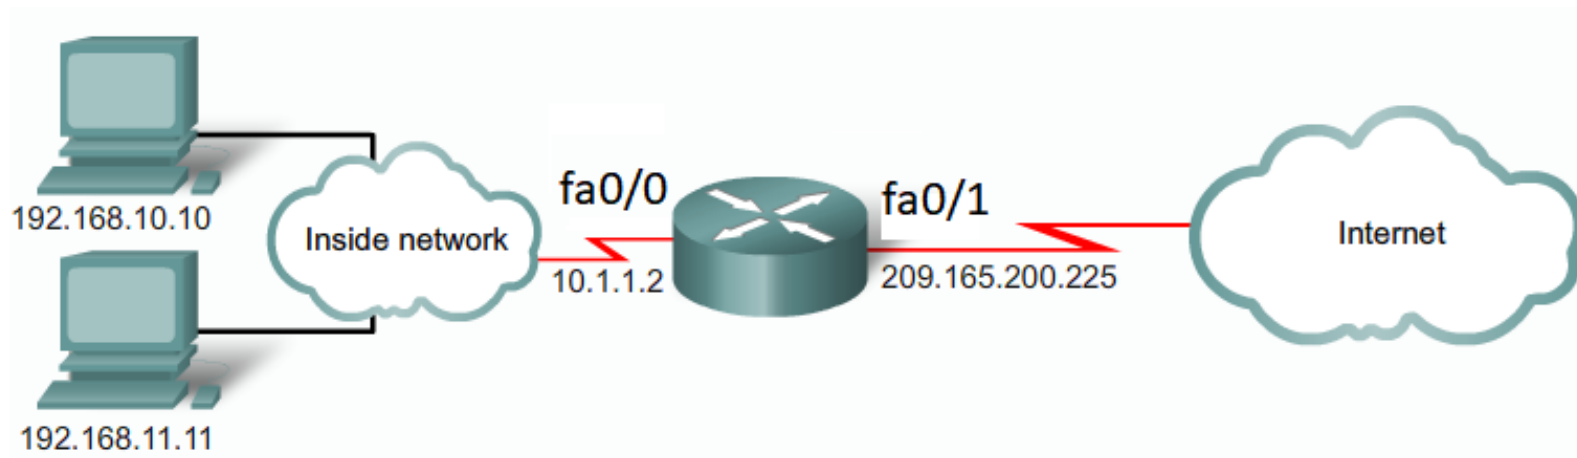 192.168.10.10
192.168.11.11
Inside network
fa0/0
10.1.1.2
fa0/1
209.165.200.225
Internet